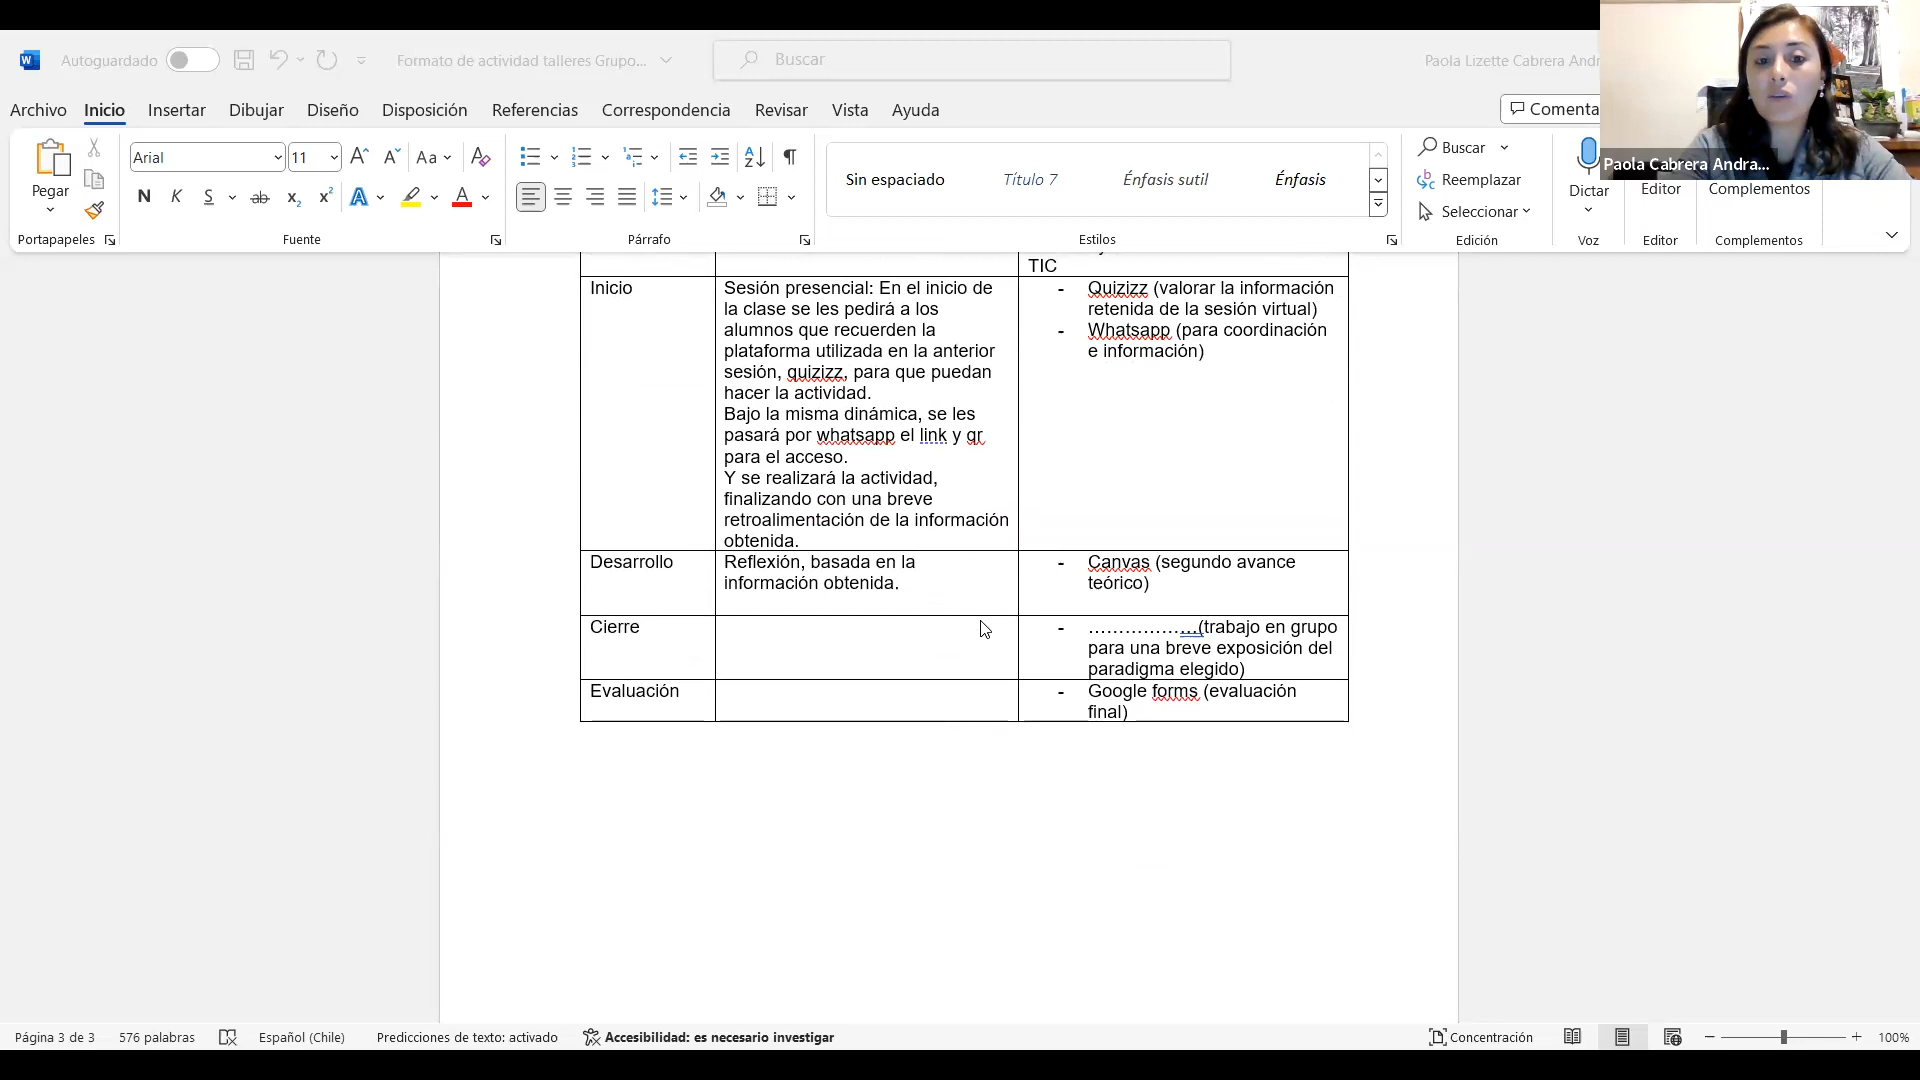 Autoguardado
Formato de actividad talleres Grupo...
Buscar
Paola Lizette Cabrera Andr
Archivo Inicio Insertar Dibujar Diseño Disposición Referencias Correspondencia Revisar Vista Ayuda
Comenta
Pegar
Portapapeles
Arial 11
Aa
N K S ab x₂ x² A A
Fuente
Párrafo
Sin espaciado Título 7 Énfasis sutil Énfasis
Estilos
Buscar
Reemplazar
Seleccionar
Edición
Dictar
Voz
Editor
Editor
Complementos
Complementos
Paola Cabrera Andra...
TIC
Inicio
Sesión presencial: En el inicio de
la clase se les pedirá a los
alumnos que recuerden la
plataforma utilizada en la anterior
sesión, quizizz, para que puedan
hacer la actividad.
Bajo la misma dinámica, se les
pasará por whatsapp el link y qr
para el acceso.
Y se realizará la actividad,
finalizando con una breve
retroalimentación de la información
obtenida.
- Quizizz (valorar la información
retenida de la sesión virtual)
- Whatsapp (para coordinación
e información)
Desarrollo
Reflexión, basada en la
información obtenida.
- Canvas (segundo avance
teórico)
Cierre
- ………………...(trabajo en grupo
para una breve exposición del
paradigma elegido)
Evaluación
- Google forms (evaluación
final)
Página 3 de 3 576 palabras Español (Chile) Predicciones de texto: activado Accesibilidad: es necesario investigar Concentración 100%